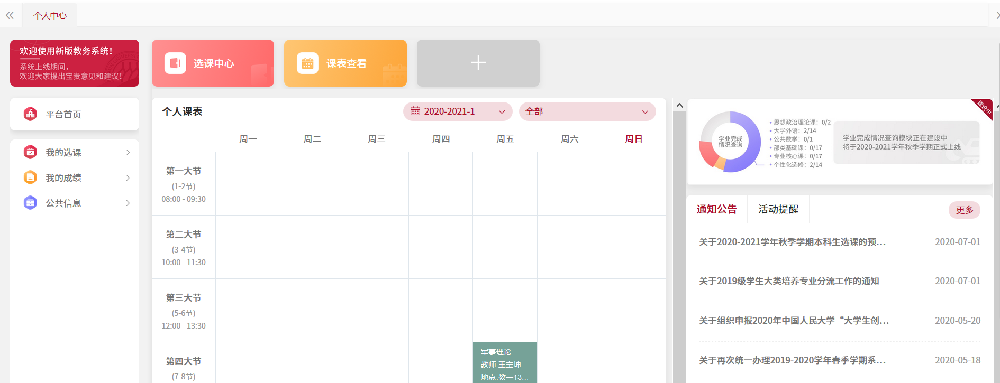 个人中心
欢迎使用新版教务系统！
系统上线期间，
欢迎大家提出宝贵意见和建议！
选课中心
课表查看
平台首页
我的选课
我的成绩
公共信息
个人课表
2020-2021-1
全部
周一 周二 周三 周四 周五 周六 周日
第一大节
(1-2节)
08:00 - 09:30
第二大节
(3-4节)
10:00 - 11:30
第三大节
(5-6节)
12:00 - 13:30
第四大节
(7-8节)
军事理论
教师:王宝坤
地点:教一13...
建设中
学业完成
情况查询
思想政治理论课：0/2
大学外语：2/14
公共数学：0/1
部类基础课：0/17
专业核心课：0/17
个性化选修：2/14
学业完成情况查询模块正在建设中
将于2020-2021学年秋季学期正式上线
通知公告
活动提醒
更多
关于2020-2021学年秋季学期本科生选课的预... 2020-07-01
关于2019级学生大类培养专业分流工作的通知 2020-07-01
关于组织申报2020年中国人民大学“大学生创... 2020-05-20
关于再次统一办理2019-2020学年春季学期系... 2020-05-18